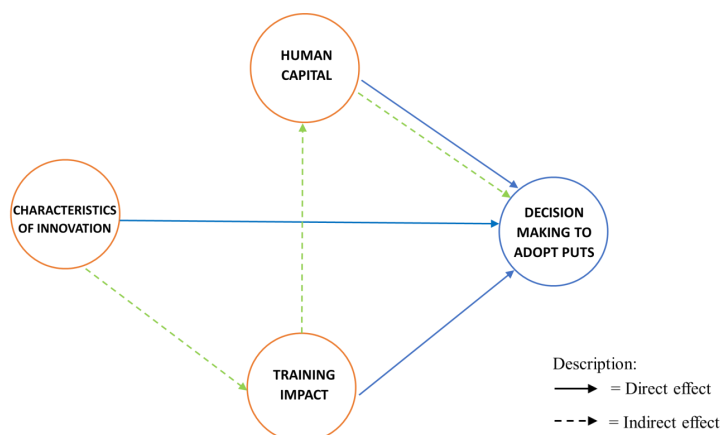 HUMAN
CAPITAL
CHARACTERISTICS
OF INNOVATION
DECISION
MAKING TO
ADOPT PUTS
TRAINING
IMPACT
Description:
= Direct effect
= Indirect effect